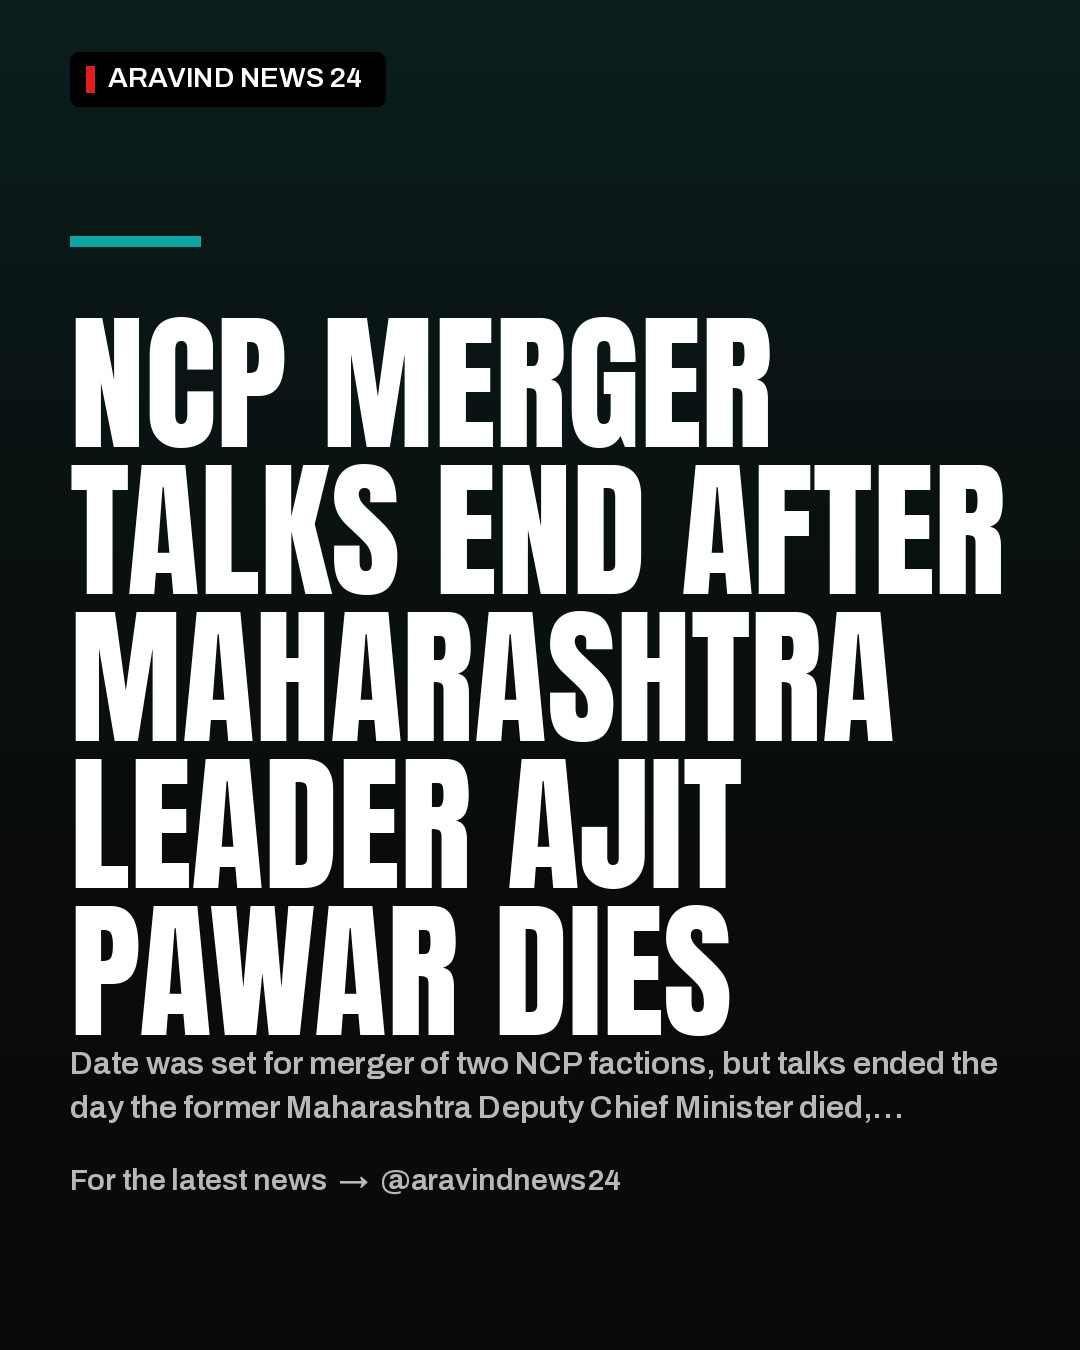 ARAVIND NEWS 24
NCP MERGER
TALKS END AFTER
MAHARASHTRA
LEADER AJIT
PAWAR DIES
Date was set for merger of two NCP factions, but talks ended the
day the former Maharashtra Deputy Chief Minister died,...
For the latest news → @aravindnews24